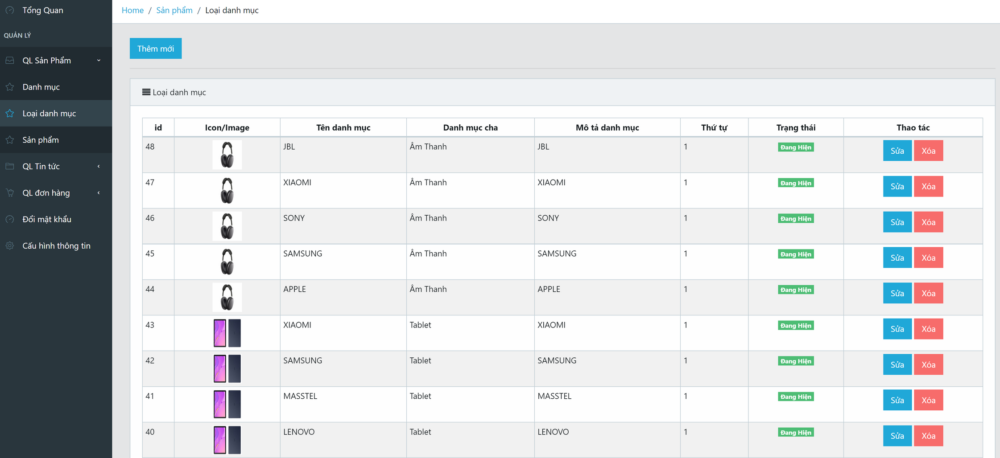 Tổng Quan
QUẢN LÝ
QL Sản Phẩm
Danh mục
Loại danh mục
Sản phẩm
QL Tin tức
QL đơn hàng
Đổi mật khẩu
Cấu hình thông tin
Home / Sản phẩm / Loại danh mục
Thêm mới
Loại danh mục
id Icon/Image Tên danh mục Danh mục cha Mô tả danh mục Thứ tự Trạng thái Thao tác
48 JBL Âm Thanh JBL 1 Đang Hiện Sửa Xóa
47 XIAOMI Âm Thanh XIAOMI 1 Đang Hiện Sửa Xóa
46 SONY Âm Thanh SONY 1 Đang Hiện Sửa Xóa
45 SAMSUNG Âm Thanh SAMSUNG 1 Đang Hiện Sửa Xóa
44 APPLE Âm Thanh APPLE 1 Đang Hiện Sửa Xóa
43 XIAOMI Tablet XIAOMI 1 Đang Hiện Sửa Xóa
42 SAMSUNG Tablet SAMSUNG 1 Đang Hiện Sửa Xóa
41 MASSTEL Tablet MASSTEL 1 Đang Hiện Sửa Xóa
40 LENOVO Tablet LENOVO 1 Đang Hiện Sửa Xóa